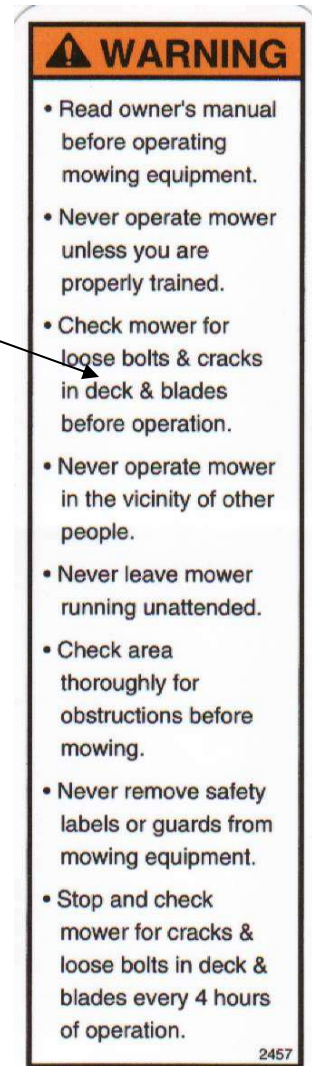 WARNING
• Read owner's manual
before operating
mowing equipment.
• Never operate mower
unless you are
properly trained.
• Check mower for
loose bolts & cracks
in deck & blades
before operation.
• Never operate mower
in the vicinity of other
people.
• Never leave mower
running unattended.
• Check area
thoroughly for
obstructions before
mowing.
• Never remove safety
labels or guards from
mowing equipment.
• Stop and check
mower for cracks &
loose bolts in deck &
blades every 4 hours
of operation.
2457